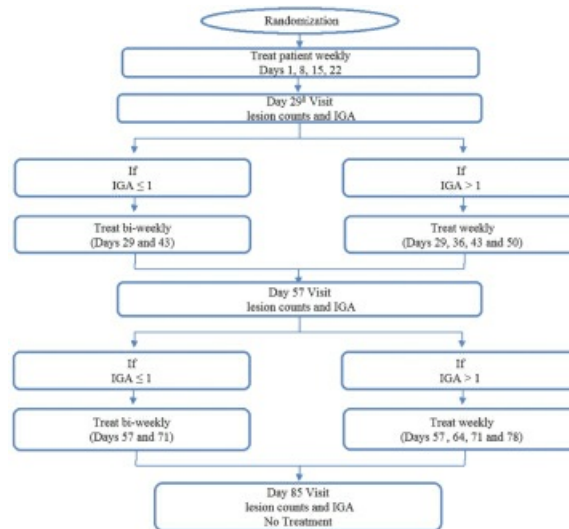 Randomization
Treat patient weekly
Days 1, 8, 15, 22
Day 29 Visit
lesion counts and IGA
If
IGA ≤ 1
If
IGA > 1
Treat bi-weekly
(Days 29 and 43)
Treat weekly
(Days 29, 36, 43 and 50)
Day 57 Visit
lesion counts and IGA
If
IGA ≤ 1
If
IGA > 1
Treat bi-weekly
(Days 57 and 71)
Treat weekly
(Days 57, 64, 71 and 78)
Day 85 Visit
lesion counts and IGA
No Treatment